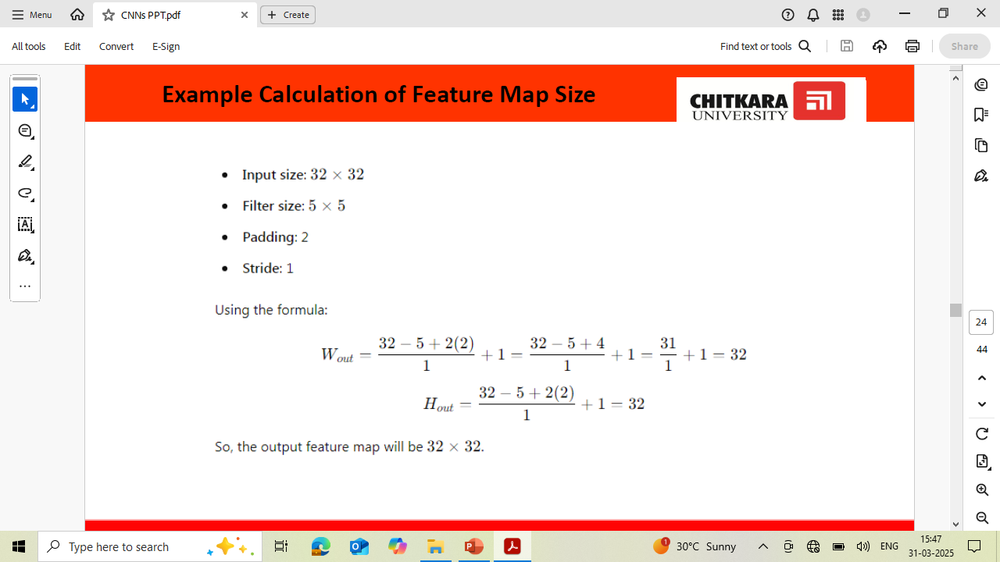 Menu
CNNs PPT.pdf
Create
All tools
Edit
Convert
E-Sign
Find text or tools
Share
Example Calculation of Feature Map Size
CHITKARA
UNIVERSITY
• Input size: 32 × 32
• Filter size: 5 × 5
• Padding: 2
• Stride: 1
Using the formula:
W_{out} = \frac{32 − 5 + 2(2)}{1} + 1 = \frac{32 − 5 + 4}{1} + 1 = \frac{31}{1} + 1 = 32
H_{out} = \frac{32 − 5 + 2(2)}{1} + 1 = 32
So, the output feature map will be 32 × 32.
24
44
Type here to search
1
30°C Sunny
ENG
15:47
31-03-2025